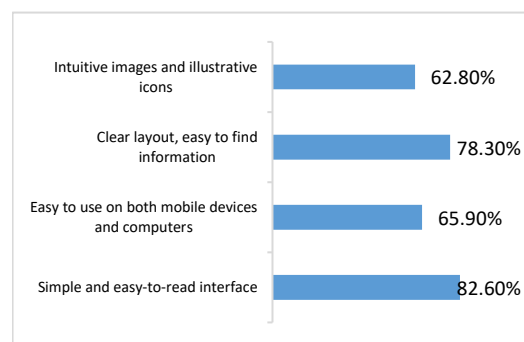 Intuitive images and illustrative
icons
62.80%
Clear layout, easy to find
information
78.30%
Easy to use on both mobile devices
and computers
65.90%
Simple and easy-to-read interface
82.60%